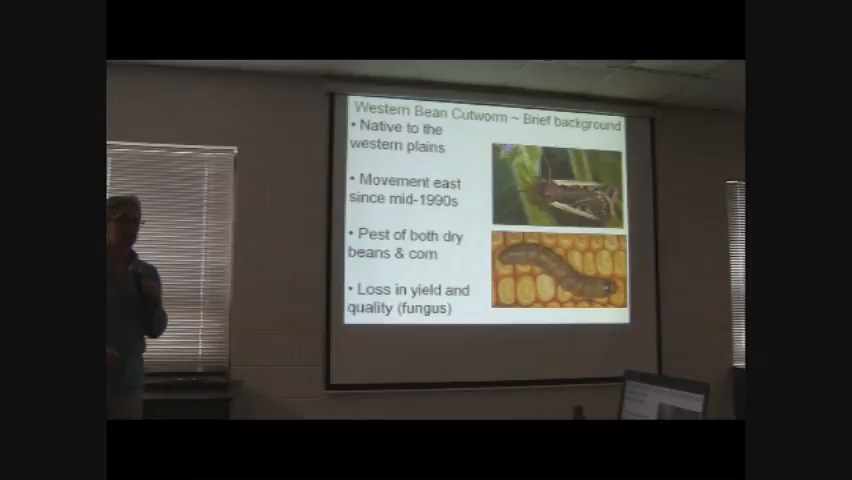 Western Bean Cutworm ~ Brief background
• Native to the
western plains
• Movement east
since mid-1990s
• Pest of both dry
beans & corn
• Loss in yield and
quality (fungus)